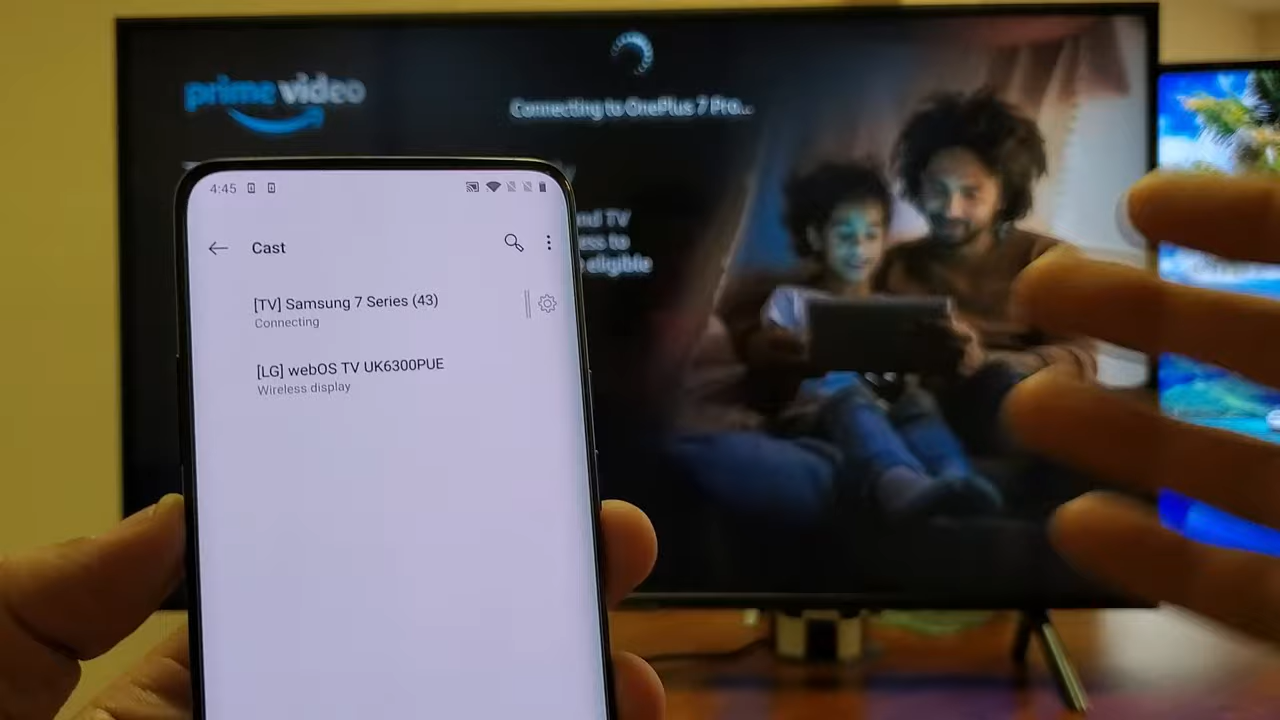 prime video
Connecting to OnePlus 7 Pro...
nd TV
ess to
eligible
4:45
Cast
[TV] Samsung 7 Series (43)
Connecting
[LG] webOS TV UK6300PUE
Wireless display